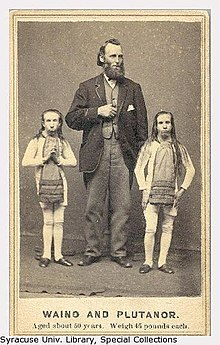 WAINO AND PLUTANOR.
Aged about 50 years. Weigh 45 pounds each.
Syracuse Univ. Library, Special Collections